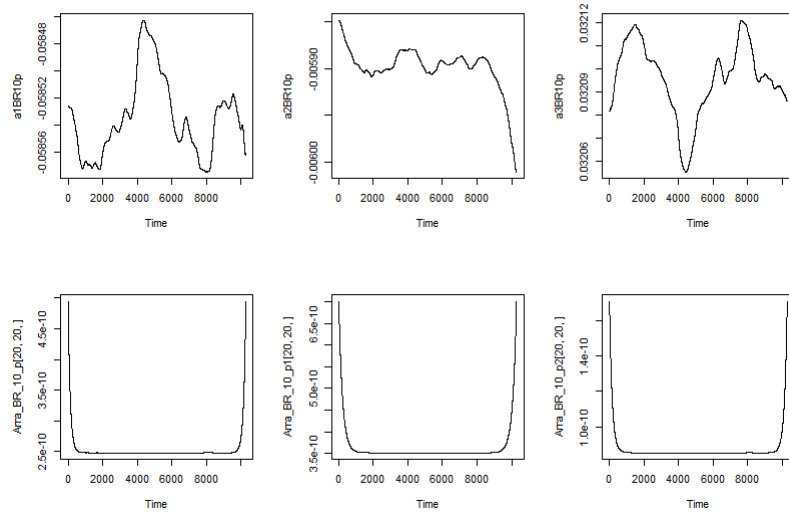 a1BR10p
-0.05848
-0.05852
-0.05856
0 2000 4000 6000 8000
Time
a2BR10p
-0.00590
-0.00600
0 2000 4000 6000 8000
Time
a3BR10p
0.03212
0.03209
0.03206
0 2000 4000 6000 8000
Time
Arra_BR_10_p[20, 20, ]
4.5e-10
3.5e-10
2.5e-10
0 2000 4000 6000 8000
Time
Arra_BR_10_p1[20, 20, ]
6.5e-10
5.0e-10
3.5e-10
0 2000 4000 6000 8000
Time
Arra_BR_10_p2[20, 20, ]
1.4e-10
1.0e-10
0 2000 4000 6000 8000
Time